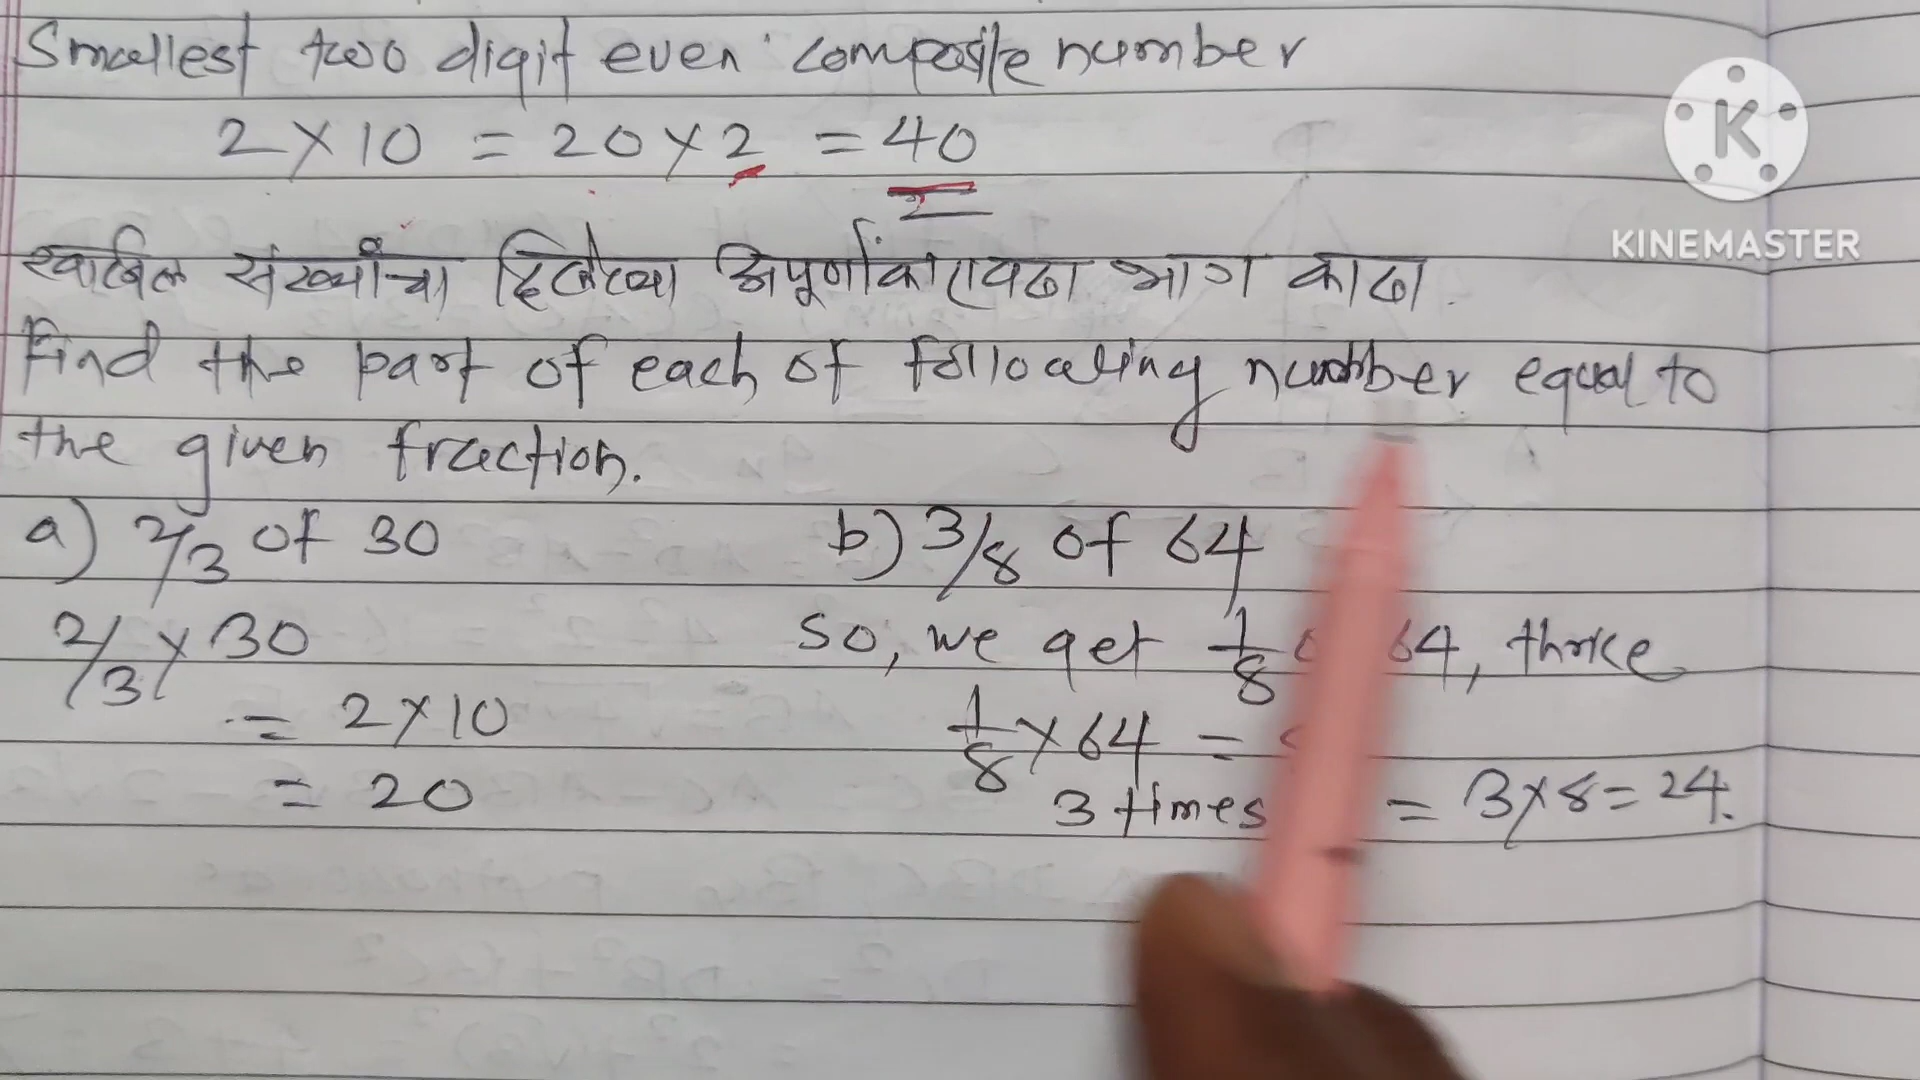 Smallest two digit even composite number
2 × 10 = 20 × 2 = 40
K
KINEMASTER
खालील संख्यांचा दिलेल्या अपूर्णांकाएवढा भाग काढा.
Find the part of each of following number equal to
the given fraction.
a) 2/3 of 30
b) 3/8 of 64
2/3 × 30
So, we get 1/8 64, thrice
= 2 × 10
1/8 × 64 =
= 20
3 times = 3 × 8 = 24.